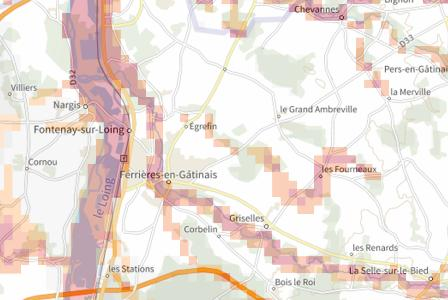 Chevannes
Bignon
D33
D32
Pers-en-Gâtinai
Villiers
la Merville
Nargis
le Grand Ambreville
Fontenay-sur-Loing
Égrefin
Cornou
les Fourneaux
Ferrières-en-Gâtinais
le Loing
Griselles
Corbelin
les Renards
les Stations
La Selle-sur-le-Bied
Bois le Roi